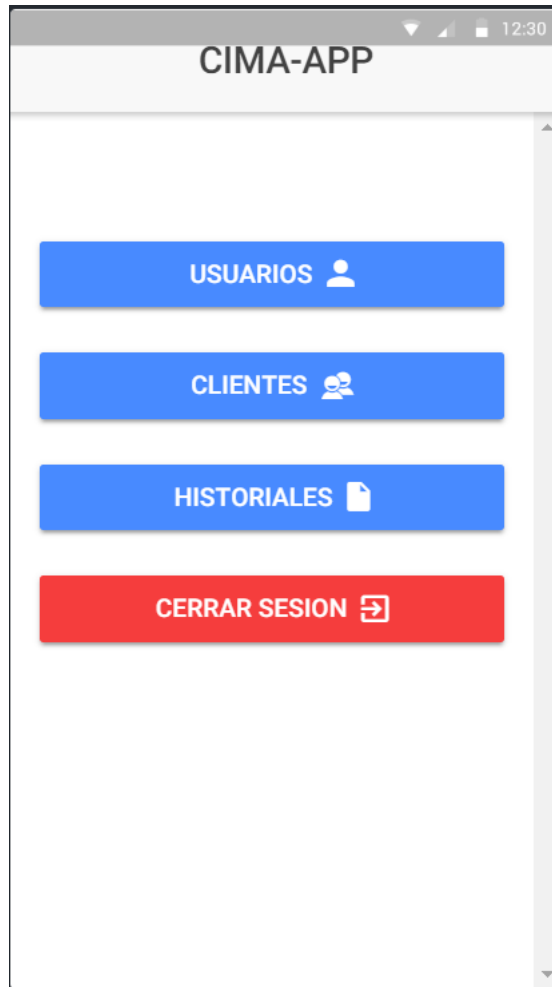 12:30
CIMA-APP
USUARIOS
CLIENTES
HISTORIALES
CERRAR SESION